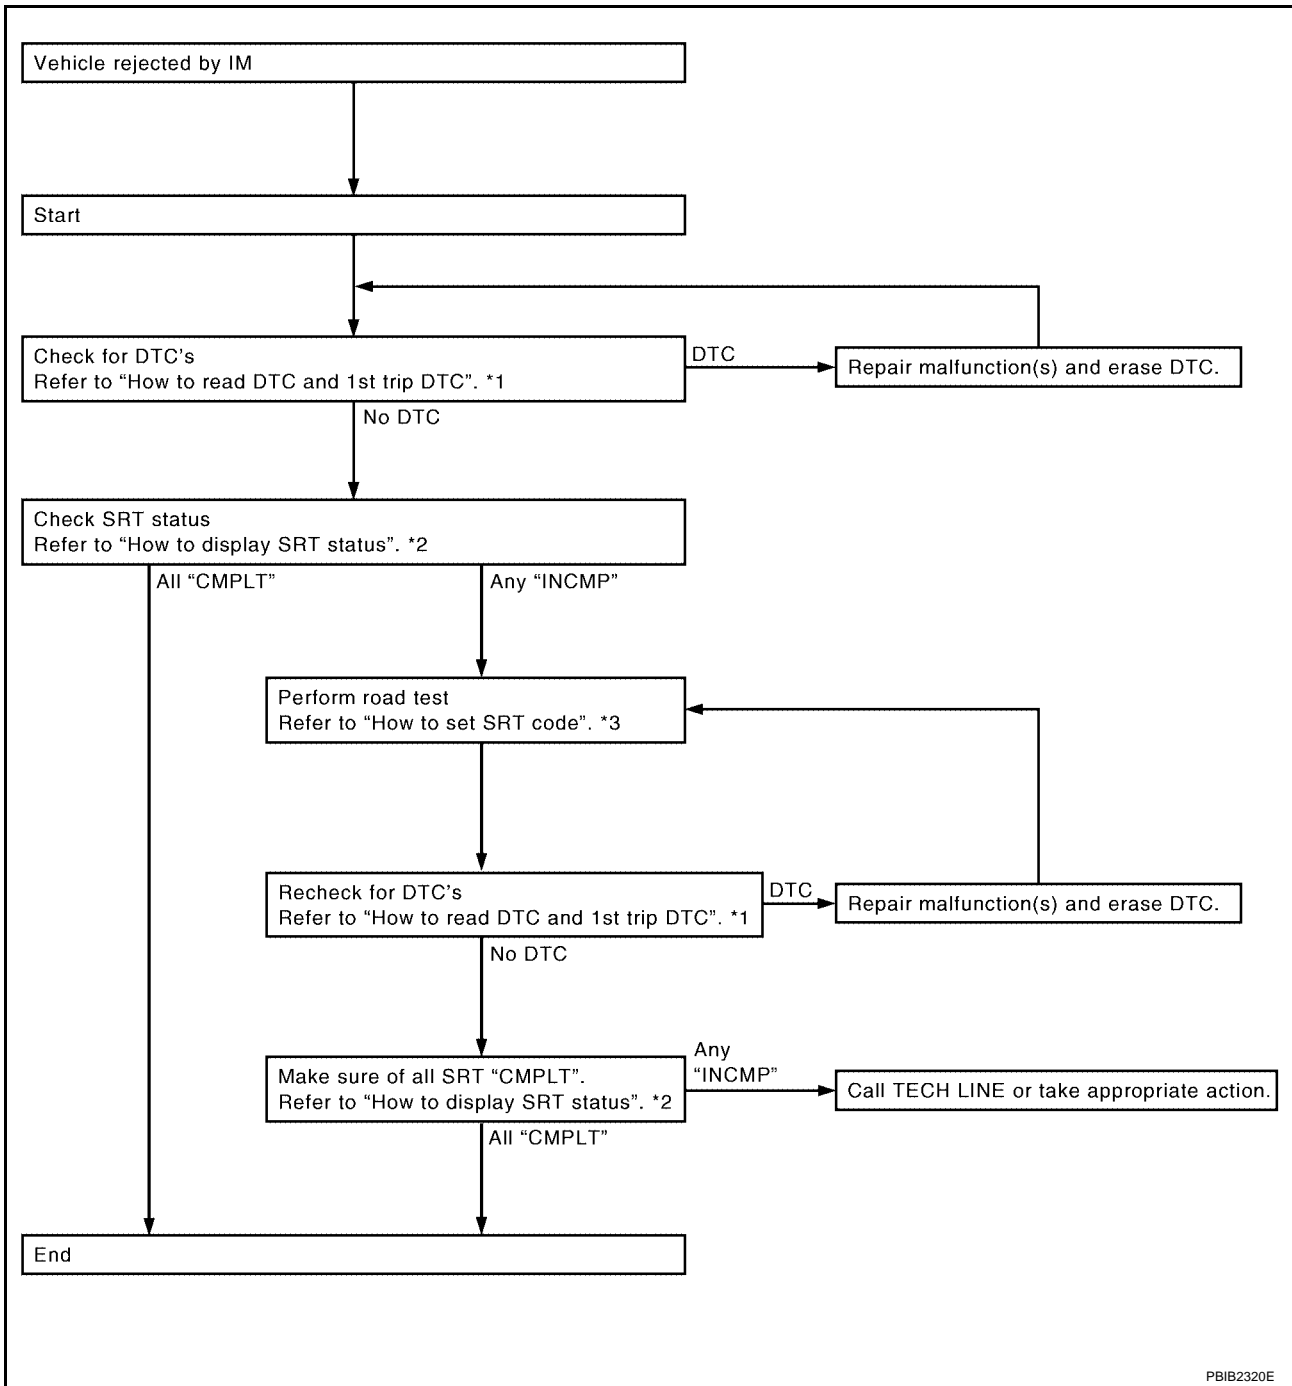 Vehicle rejected by IM
Start
Check for DTC's
Refer to “How to read DTC and 1st trip DTC”. *1
DTC
Repair malfunction(s) and erase DTC.
No DTC
Check SRT status
Refer to “How to display SRT status”. *2
All “CMPLT”
Any “INCMP”
Perform road test
Refer to “How to set SRT code”. *3
Recheck for DTC's
Refer to “How to read DTC and 1st trip DTC”. *1
DTC
Repair malfunction(s) and erase DTC.
No DTC
Make sure of all SRT “CMPLT”.
Refer to “How to display SRT status”. *2
Any
“INCMP”
Call TECH LINE or take appropriate action.
All “CMPLT”
End
PBIB2320E